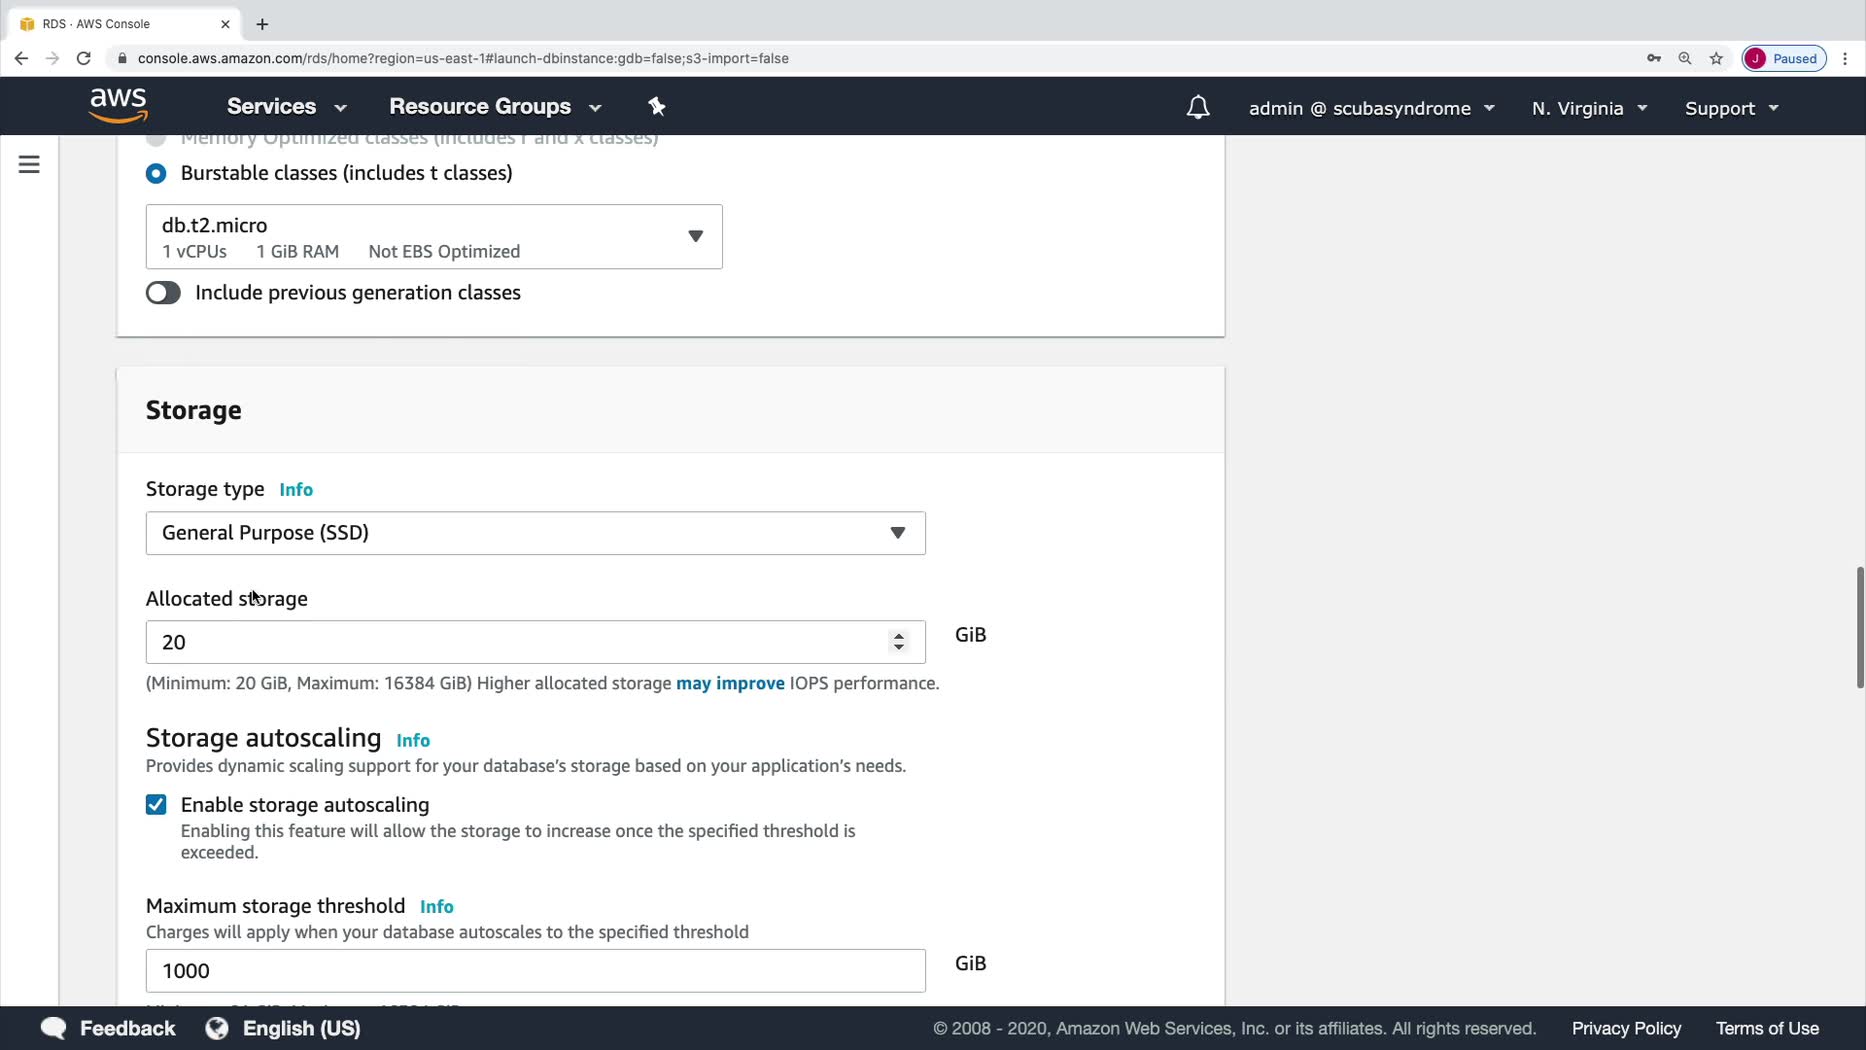 RDS · AWS Console
console.aws.amazon.com/rds/home?region=us-east-1#launch-dbinstance:gdb=false;s3-import=false
J Paused
aws Services Resource Groups admin @ scubasyndrome N. Virginia Support
Memory Optimized classes (includes r and x classes)
Burstable classes (includes t classes)
db.t2.micro
1 vCPUs 1 GiB RAM Not EBS Optimized
Include previous generation classes
Storage
Storage type Info
General Purpose (SSD)
Allocated storage
20 GiB
(Minimum: 20 GiB, Maximum: 16384 GiB) Higher allocated storage may improve IOPS performance.
Storage autoscaling Info
Provides dynamic scaling support for your database's storage based on your application's needs.
Enable storage autoscaling
Enabling this feature will allow the storage to increase once the specified threshold is
exceeded.
Maximum storage threshold Info
Charges will apply when your database autoscales to the specified threshold
1000 GiB
Feedback English (US) © 2008 - 2020, Amazon Web Services, Inc. or its affiliates. All rights reserved. Privacy Policy Terms of Use